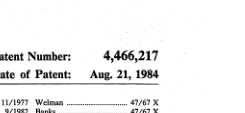 atent Number: 4,466,217
ate of Patent: Aug. 21, 1984
11/1977 Welman ........................ 47/67 X
9/1982 Banks ........................ 47/67 X